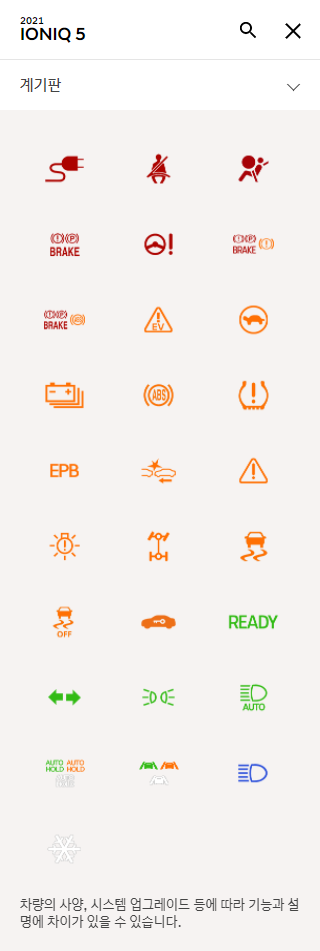 2021
IONIQ 5
계기판
BRAKE
BRAKE
BRAKE
EV
ABS
EPB
OFF
READY
AUTO
AUTO HOLD AUTO HOLD
AUTO HOLD
차량의 사양, 시스템 업그레이드 등에 따라 기능과 설
명에 차이가 있을 수 있습니다.